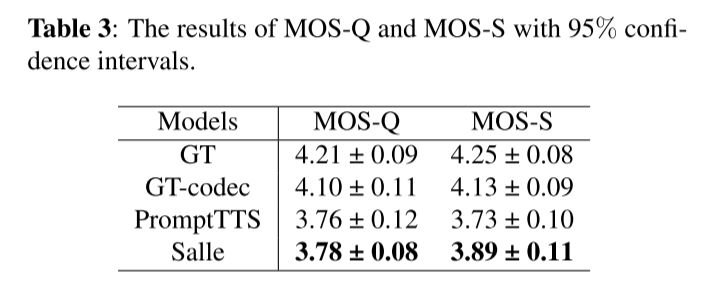 Table 3: The results of MOS-Q and MOS-S with 95% confi-
dence intervals.
Models MOS-Q MOS-S
GT 4.21 ± 0.09 4.25 ± 0.08
GT-codec 4.10 ± 0.11 4.13 ± 0.09
PromptTTS 3.76 ± 0.12 3.73 ± 0.10
Salle 3.78 ± 0.08 3.89 ± 0.11